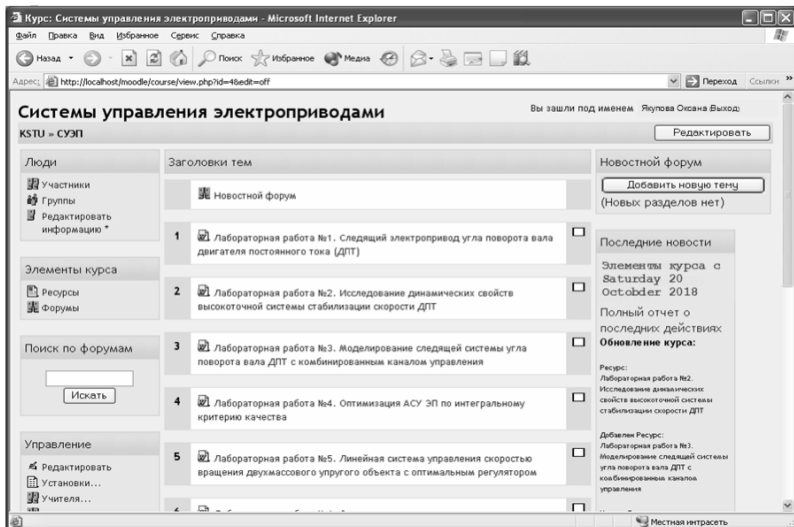 Курс: Системы управления электроприводами - Microsoft Internet Explorer
Файл Правка Вид Избранное Сервис Справка
Назад Поиск Избранное Медиа
Адрес: http://localhost/moodle/course/view.php?id=4&edit=off Переход Ссылки »
Системы управления электроприводами
Вы зашли под именем Якупова Оксана (Выход)
KSTU » СУЭП
Редактировать
Люди
Участники
Группы
Редактировать
информацию *
Элементы курса
Ресурсы
Форумы
Поиск по форумам
Искать
Управление
Редактировать
Установки...
Учителя...
Заголовки тем
Новостной форум
1 Лабораторная работа №1. Следящий электропривод угла поворота вала
двигателя постоянного тока (ДПТ)
2 Лабораторная работа №2. Исследование динамических свойств
высокоточной системы стабилизации скорости ДПТ
3 Лабораторная работа №3. Моделирование следящей системы угла
поворота вала ДПТ с комбинированным каналом управления
4 Лабораторная работа №4. Оптимизация АСУ ЭП по интегральному
критерию качества
5 Лабораторная работа №5. Линейная система управления скоростью
вращения двухмассового упругого объекта с оптимальным регулятором
Новостной форум
Добавить новую тему
(Новых разделов нет)
Последние новости
Элементы курса с
Saturday 20
Octobder 2018
Полный отчет о
последних действиях
Обновление курса:
Ресурс:
Лабораторная работа №2.
Исследование динамических
свойств высокоточной системы
стабилизации скорости ДПТ
Добавлен Ресурс:
Лабораторная работа №3.
Моделирование следящей системы
угла поворота вала ДПТ с
комбинированным каналом
управления
Местная интрасеть